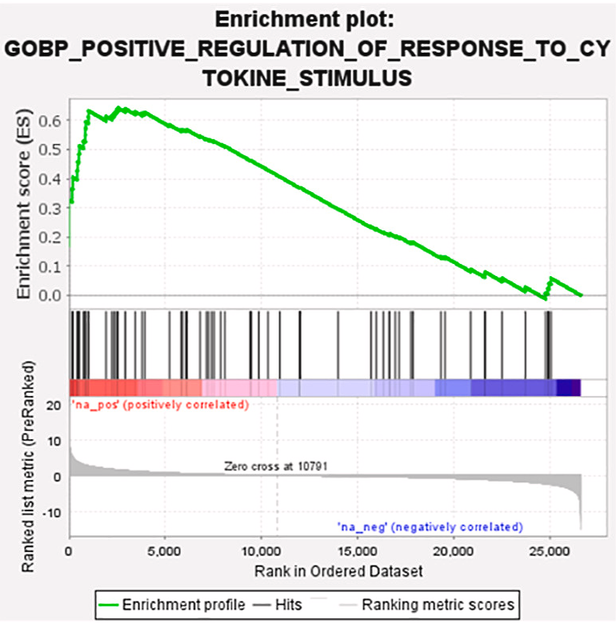 Enrichment plot:
GOBP_POSITIVE_REGULATION_OF_RESPONSE_TO_CY
TOKINE_STIMULUS
Enrichment score (ES)
0.6
0.5
0.4
0.3
0.2
0.1
0.0
Ranked list metric (PreRanked)
'na_pos' (positively correlated)
20
10
0
-10
Zero cross at 10791
'na_neg' (negatively correlated)
0 5,000 10,000 15,000 20,000 25,000
Rank in Ordered Dataset
Enrichment profile Hits Ranking metric scores